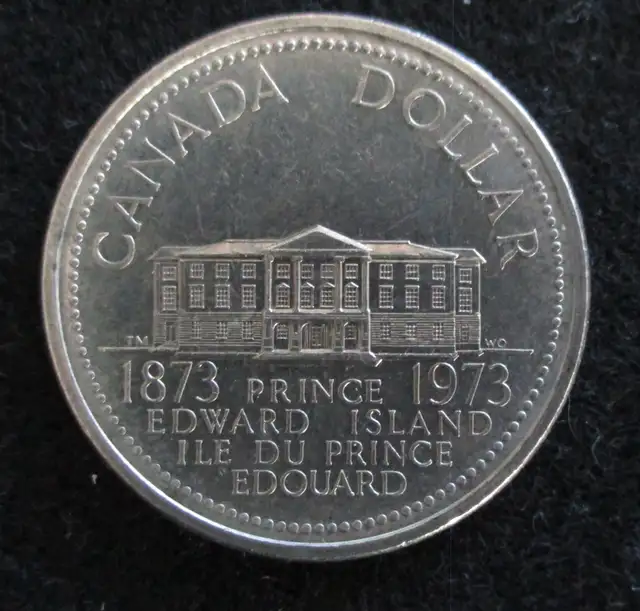 CANADA DOLLAR
TM WO
1873 PRINCE 1973
EDWARD ISLAND
ILE DU PRINCE
EDOUARD